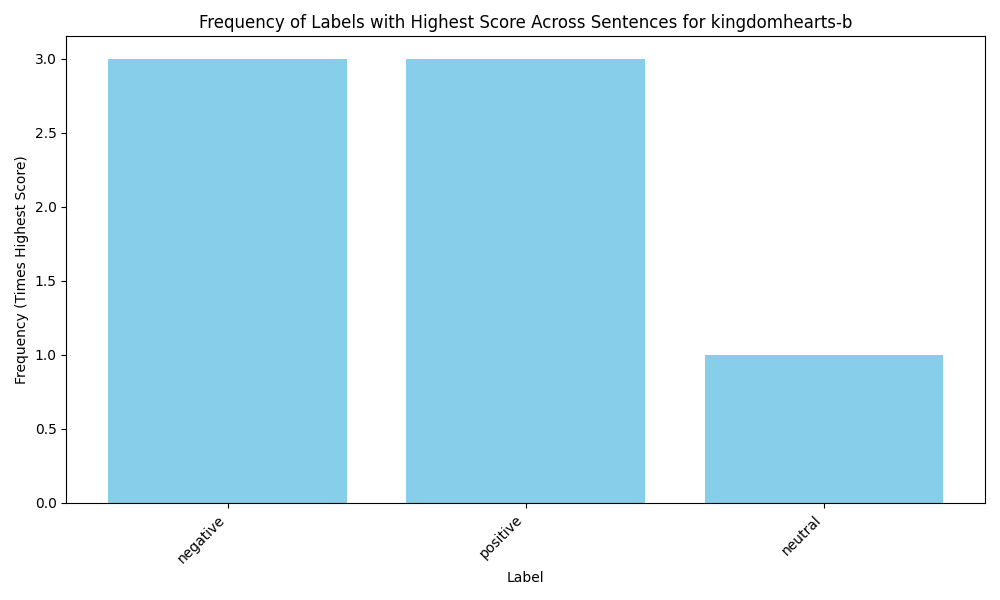 Frequency of Labels with Highest Score Across Sentences for kingdomhearts-b
Frequency (Times Highest Score)
3.0
2.5
2.0
1.5
1.0
0.5
0.0
negative
positive
neutral
Label